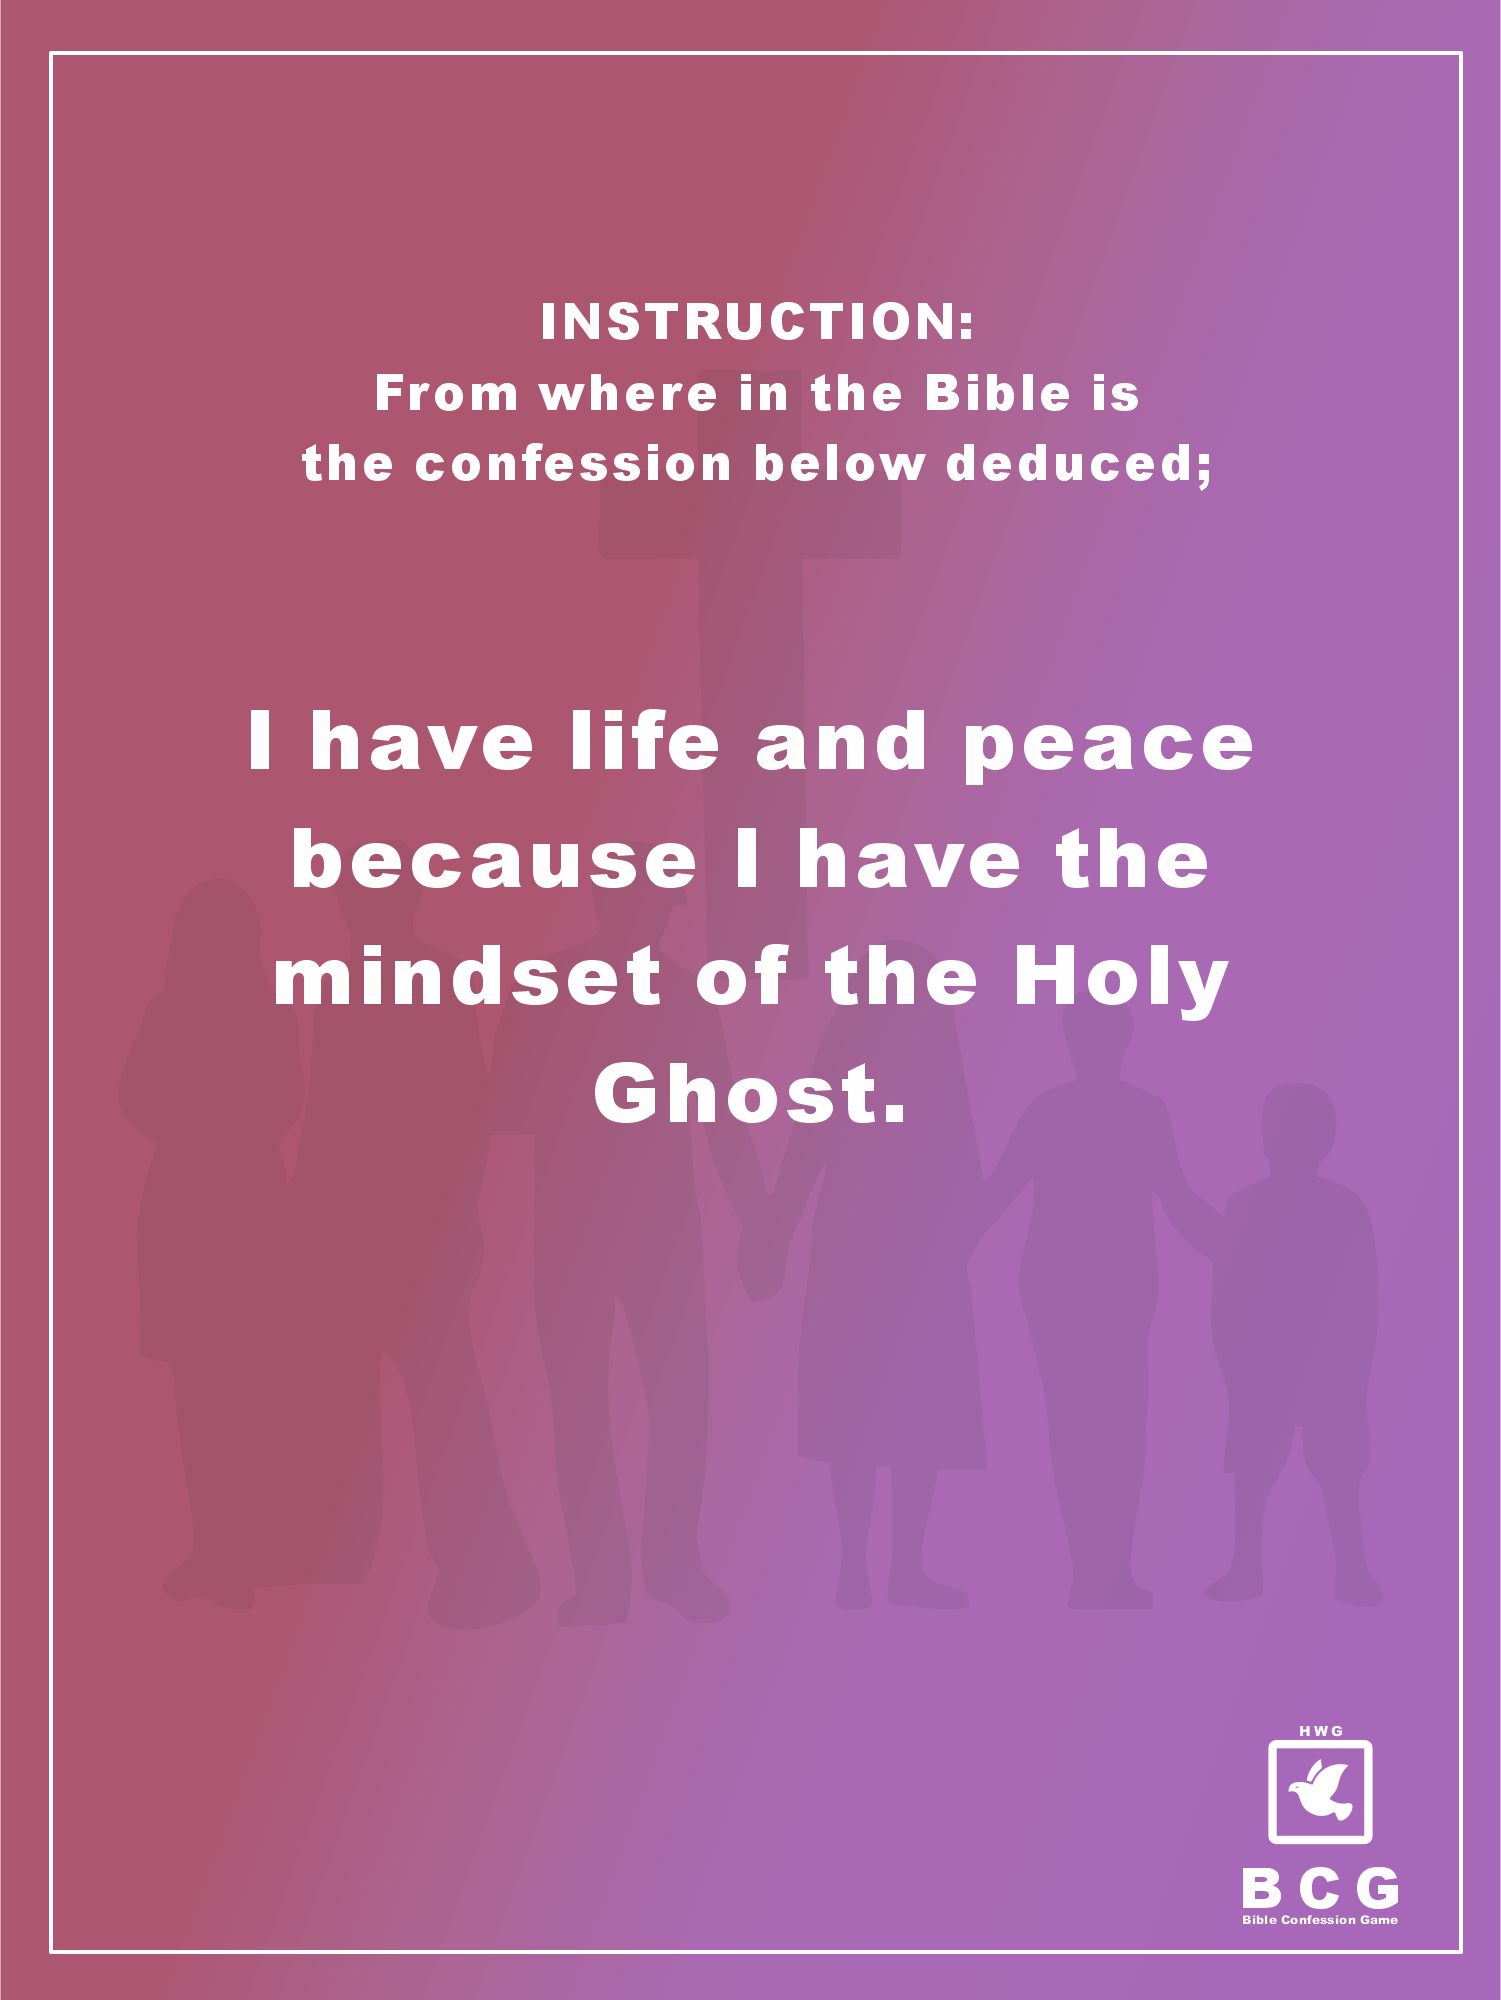 INSTRUCTION:
From where in the Bible is
the confession below deduced;
I have life and peace
because I have the
mindset of the Holy
Ghost.
HWG
BCG
Bible Confession Game